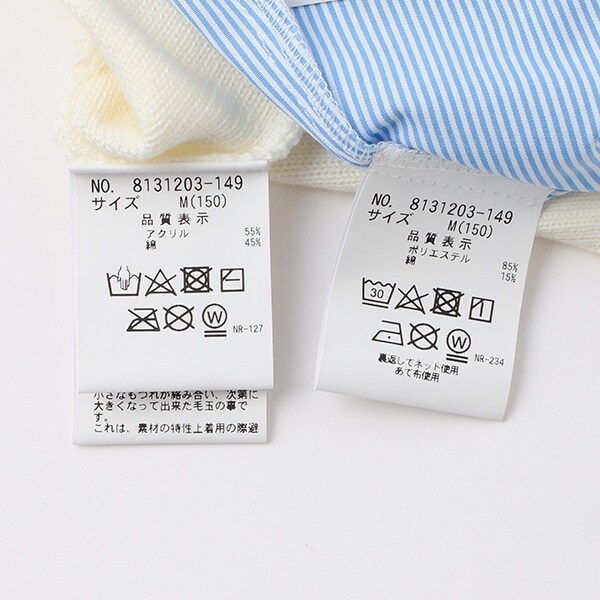 NO. 8131203-149
サイズ M(150)
品質表示
アクリル 55%
綿 45%
W
NR-127
小さなもつれが絡み合い、次第に
大きくなって出来た毛玉の事で
す。
これは、素材の特性上着用の際避
NO. 8131203-149
サイズ M(150)
品質表示
ポリエステル 85%
綿 15%
30
W
NR-234
裏返してネット使用
あて布使用